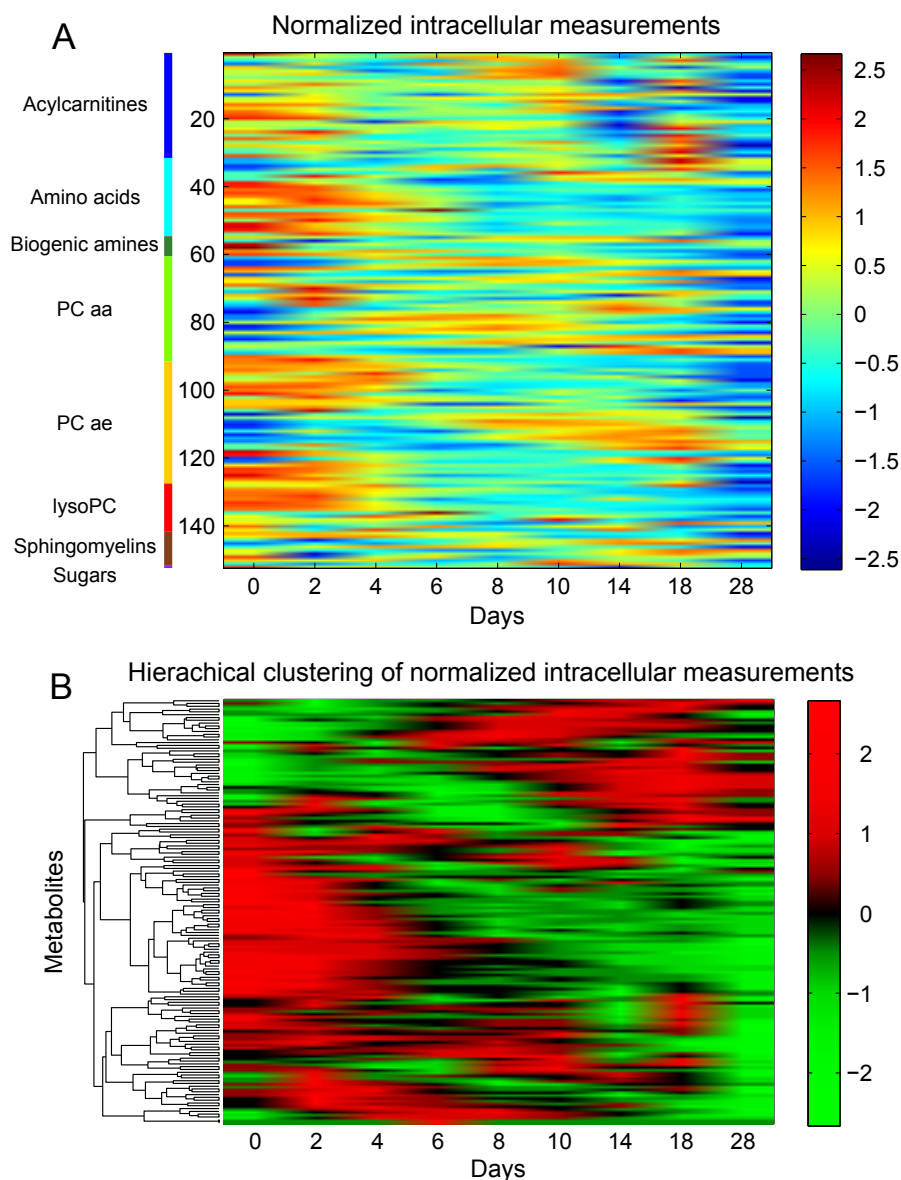 A
Normalized intracellular measurements
Acylcarnitines
Amino acids
Biogenic amines
PC aa
PC ae
lysoPC
Sphingomyelins
Sugars
20
40
60
80
100
120
140
0 2 4 6 8 10 14 18 28
Days
2.5
2
1.5
1
0.5
0
−0.5
−1
−1.5
−2
−2.5
B
Hierachical clustering of normalized intracellular measurements
Metabolites
0 2 4 6 8 10 14 18 28
Days
2
1
0
−1
−2